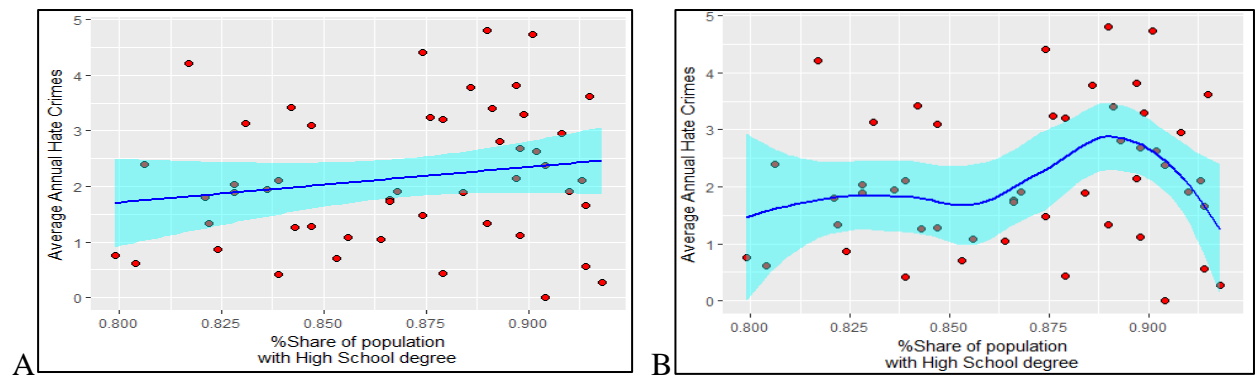 5
4
3
2
1
0
Average Annual Hate Crimes
0.800 0.825 0.850 0.875 0.900
%Share of population
with High School degree
A
5
4
3
2
1
0
Average Annual Hate Crimes
0.800 0.825 0.850 0.875 0.900
%Share of population
with High School degree
B